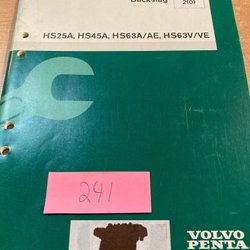 Backslag
2(0)
HS25A, HS45A, HS63A/AE, HS63V/VE
241
VOLVO
PENTA